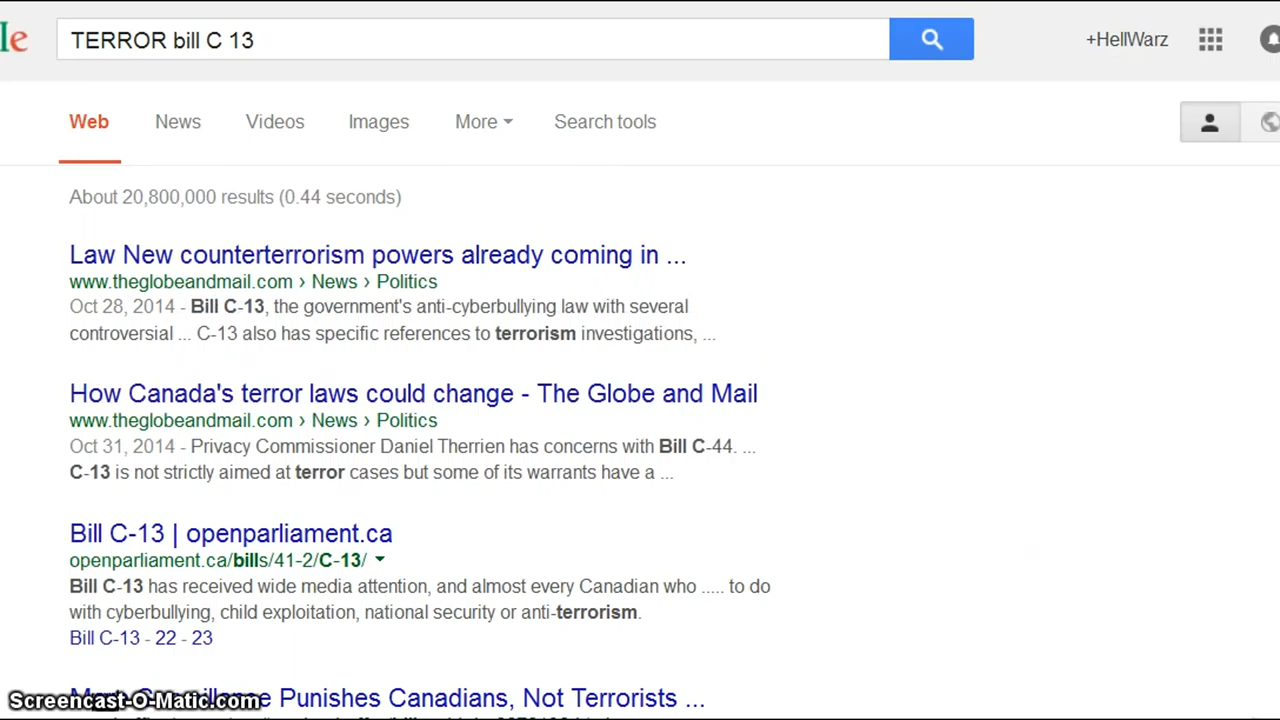 le TERROR bill C 13 +HellWarz
Web News Videos Images More Search tools
About 20,800,000 results (0.44 seconds)
Law New counterterrorism powers already coming in ...
www.theglobeandmail.com › News › Politics
Oct 28, 2014 - Bill C-13, the government's anti-cyberbullying law with several
controversial ... C-13 also has specific references to terrorism investigations, ...
How Canada's terror laws could change - The Globe and Mail
www.theglobeandmail.com › News › Politics
Oct 31, 2014 - Privacy Commissioner Daniel Therrien has concerns with Bill C-44. ...
C-13 is not strictly aimed at terror cases but some of its warrants have a ...
Bill C-13 | openparliament.ca
openparliament.ca/bills/41-2/C-13/
Bill C-13 has received wide media attention, and almost every Canadian who ..... to do
with cyberbullying, child exploitation, national security or anti-terrorism.
Bill C-13 - 22 - 23
Punishes Canadians, Not Terrorists ...
Screencast-O-Matic.com